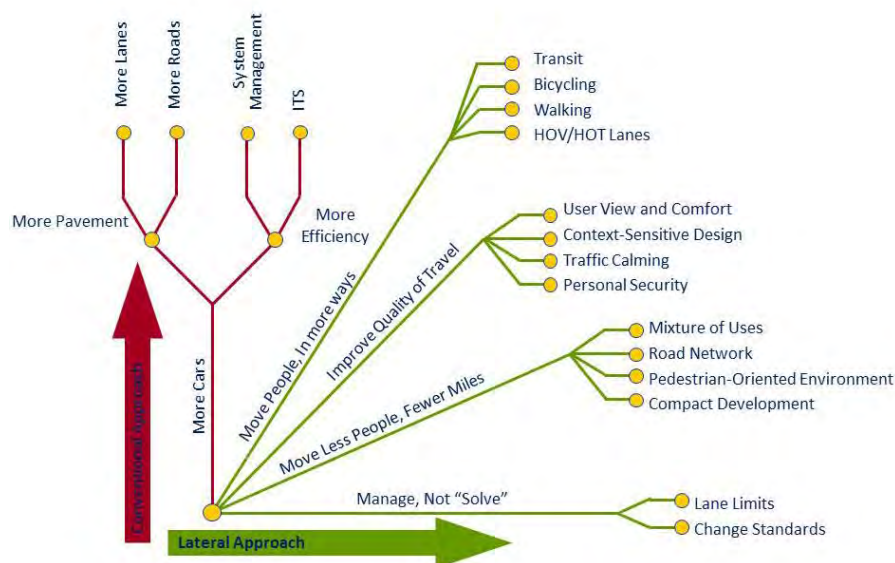 More Lanes
More Roads
System
Management
ITS
More Pavement
More
Efficiency
More Cars
Conventional Approach
Transit
Bicycling
Walking
HOV/HOT Lanes
Move People, In more ways
User View and Comfort
Context-Sensitive Design
Traffic Calming
Personal Security
Improve Quality of Travel
Mixture of Uses
Road Network
Pedestrian-Oriented Environment
Compact Development
Move Less People, Fewer Miles
Manage, Not “Solve”
Lane Limits
Change Standards
Lateral Approach